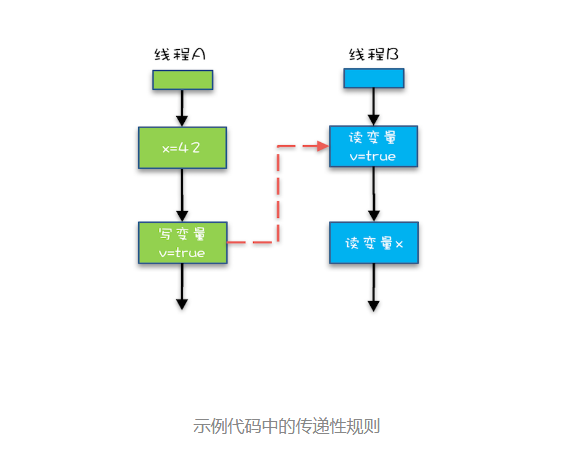 线程A
线程B
x=42
读变量
v=true
写变量
v=true
读变量x
示例代码中的传递性规则